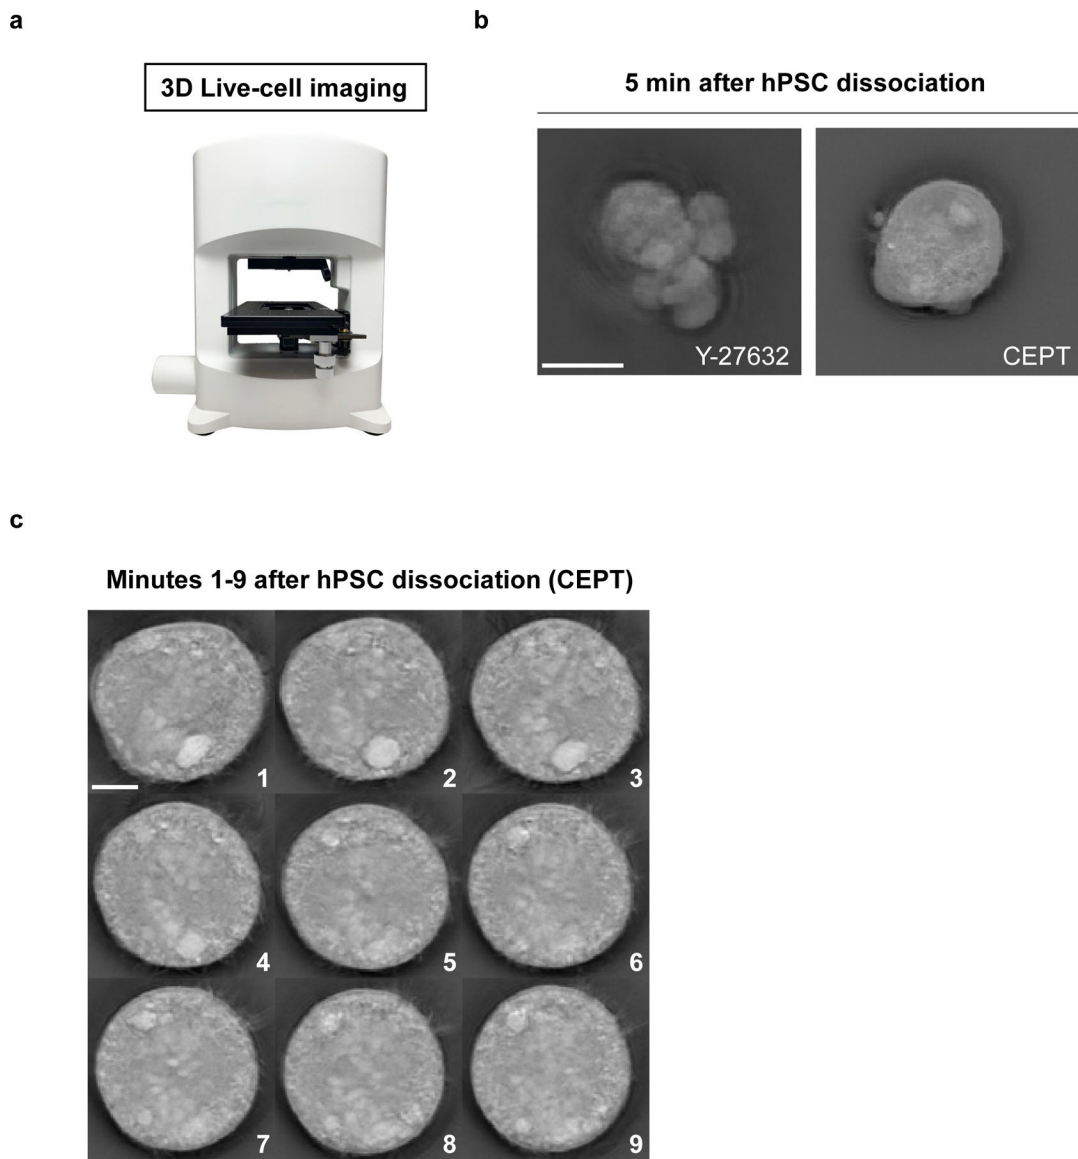 a
3D Live-cell imaging
b
5 min after hPSC dissociation
Y-27632
CEPT
c
Minutes 1-9 after hPSC dissociation (CEPT)
1
2
3
4
5
6
7
8
9